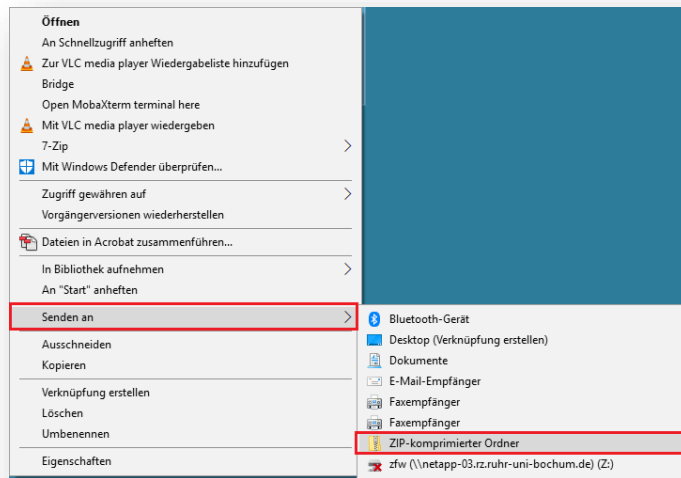 Öffnen
An Schnellzugriff anheften
Zur VLC media player Wiedergabeliste hinzufügen
Bridge
Open MobaXterm terminal here
Mit VLC media player wiedergeben
7-Zip
Mit Windows Defender überprüfen...
Zugriff gewähren auf
Vorgängerversionen wiederherstellen
Dateien in Acrobat zusammenführen...
In Bibliothek aufnehmen
An "Start" anheften
Senden an
Ausschneiden
Kopieren
Verknüpfung erstellen
Löschen
Umbenennen
Eigenschaften
Bluetooth-Gerät
Desktop (Verknüpfung erstellen)
Dokumente
E-Mail-Empfänger
Faxempfänger
Faxempfänger
ZIP-komprimierter Ordner
zfw (\\netapp-03.rz.ruhr-uni-bochum.de) (Z:)